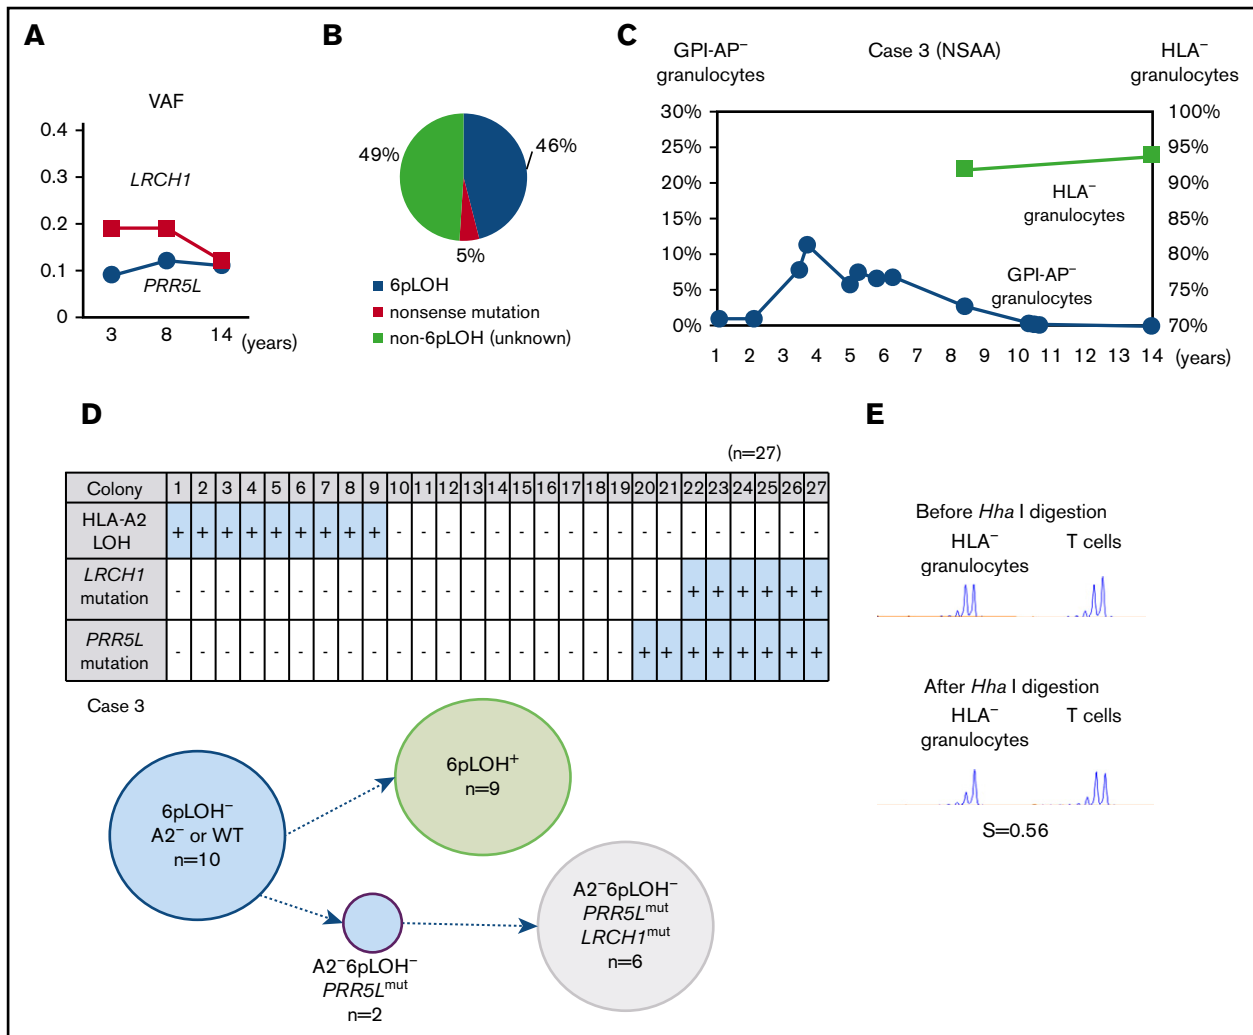 A
VAF
0.4
0.3
0.2
0.1
0
LRCH1
PRR5L
3 8 14 (years)
B
49%
46%
5%
6pLOH
nonsense mutation
non-6pLOH (unknown)
C
GPI-AP⁻
granulocytes
Case 3 (NSAA)
HLA⁻
granulocytes
30%
25%
20%
15%
10%
5%
0%
100%
95%
90%
85%
80%
75%
70%
HLA⁻
granulocytes
GPI-AP⁻
granulocytes
1 2 3 4 5 6 7 8 9 10 11 12 13 14 (years)
D
(n=27)
Colony 1 2 3 4 5 6 7 8 9 10 11 12 13 14 15 16 17 18 19 20 21 22 23 24 25 26 27
HLA-A2
LOH + + + + + + + + + - - - - - - - - - - - - - - - - - -
LRCH1
mutation - - - - - - - - - - - - - - - - - - - - - + + + + + +
PRR5L
mutation - - - - - - - - - - - - - - - - - - - + + + + + + + +
Case 3
6pLOH⁻
A2⁻ or WT
n=10
6pLOH⁺
n=9
A2⁻6pLOH⁻
PRR5Lᵐᵘᵗ
n=2
A2⁻6pLOH⁻
PRR5Lᵐᵘᵗ
LRCH1ᵐᵘᵗ
n=6
E
Before Hha I digestion
HLA⁻
granulocytes
T cells
After Hha I digestion
HLA⁻
granulocytes
T cells
S=0.56